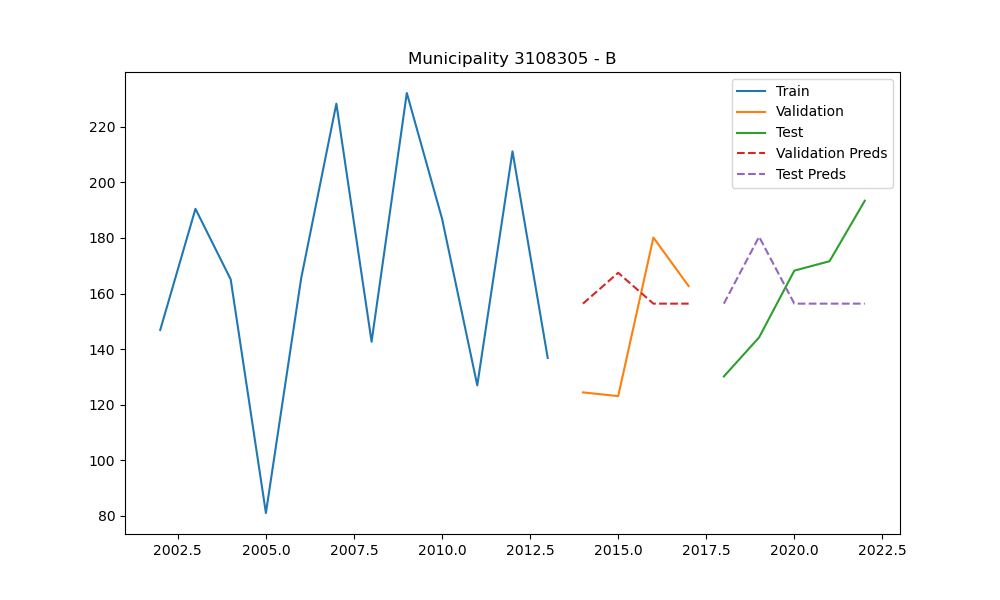 Municipality 3108305 - B
Train
Validation
Test
Validation Preds
Test Preds
220
200
180
160
140
120
100
80
2002.5 2005.0 2007.5 2010.0 2012.5 2015.0 2017.5 2020.0 2022.5